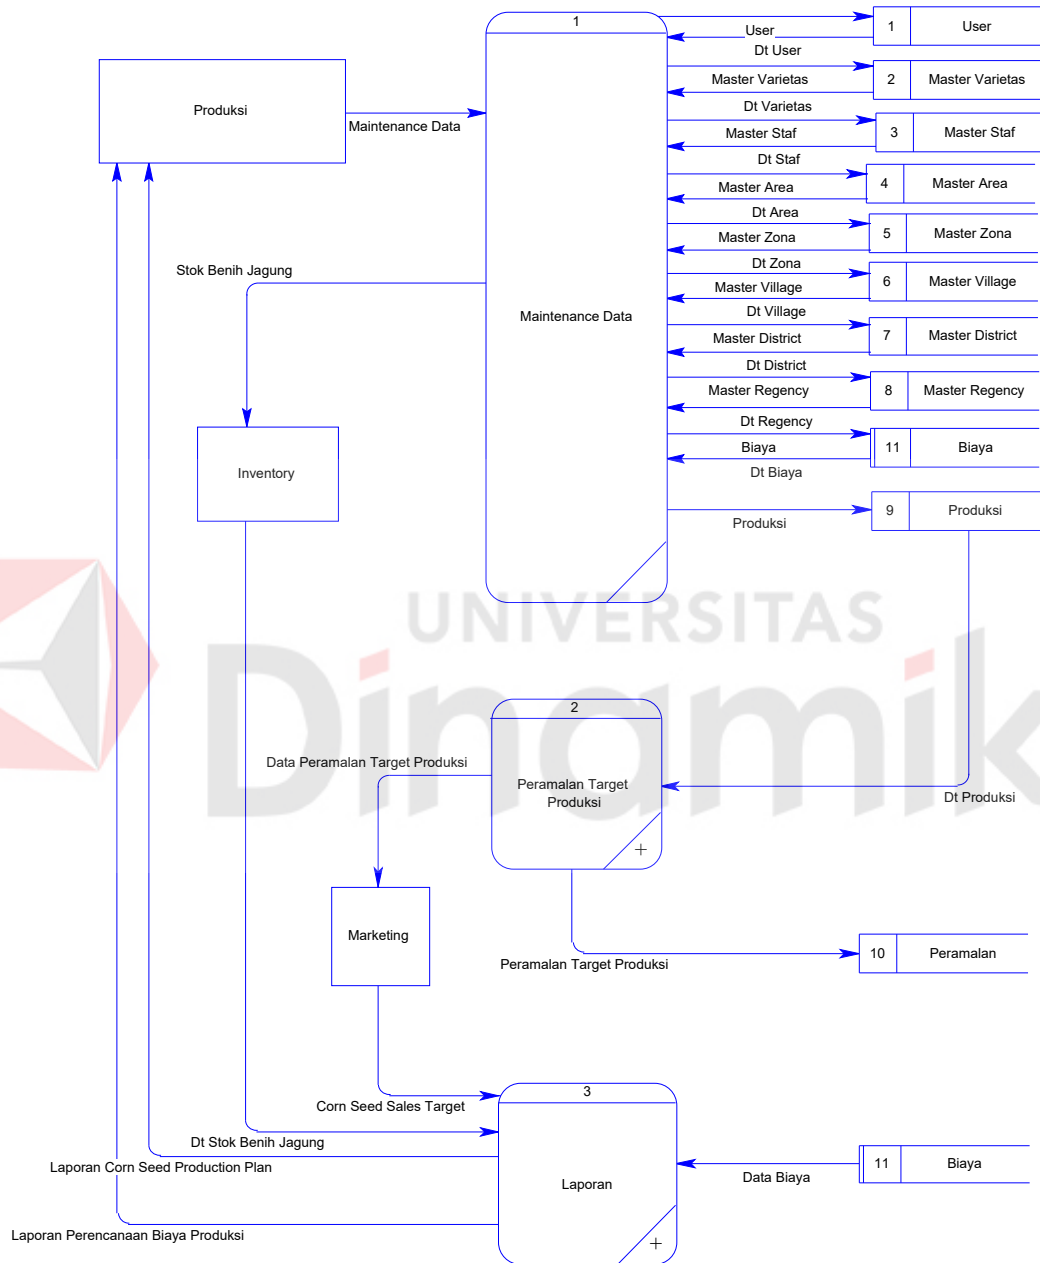 1
User
1
User
Dt User
Master Varietas
2
Master Varietas
Produksi
Maintenance Data
Dt Varietas
Master Staf
3
Master Staf
Dt Staf
Master Area
4
Master Area
Dt Area
Master Zona
5
Master Zona
Stok Benih Jagung
Dt Zona
Master Village
6
Master Village
Maintenance Data
Dt Village
Master District
7
Master District
Dt District
Master Regency
8
Master Regency
Dt Regency
Biaya
11
Biaya
Inventory
Dt Biaya
Produksi
9
Produksi
UNIVERSITAS
Dinamik
2
Data Peramalan Target Produksi
Peramalan Target
Produksi
Dt Produksi
+
Marketing
Peramalan Target Produksi
10
Peramalan
3
Corn Seed Sales Target
Dt Stok Benih Jagung
Laporan Corn Seed Production Plan
Laporan
Data Biaya
11
Biaya
Laporan Perencanaan Biaya Produksi
+